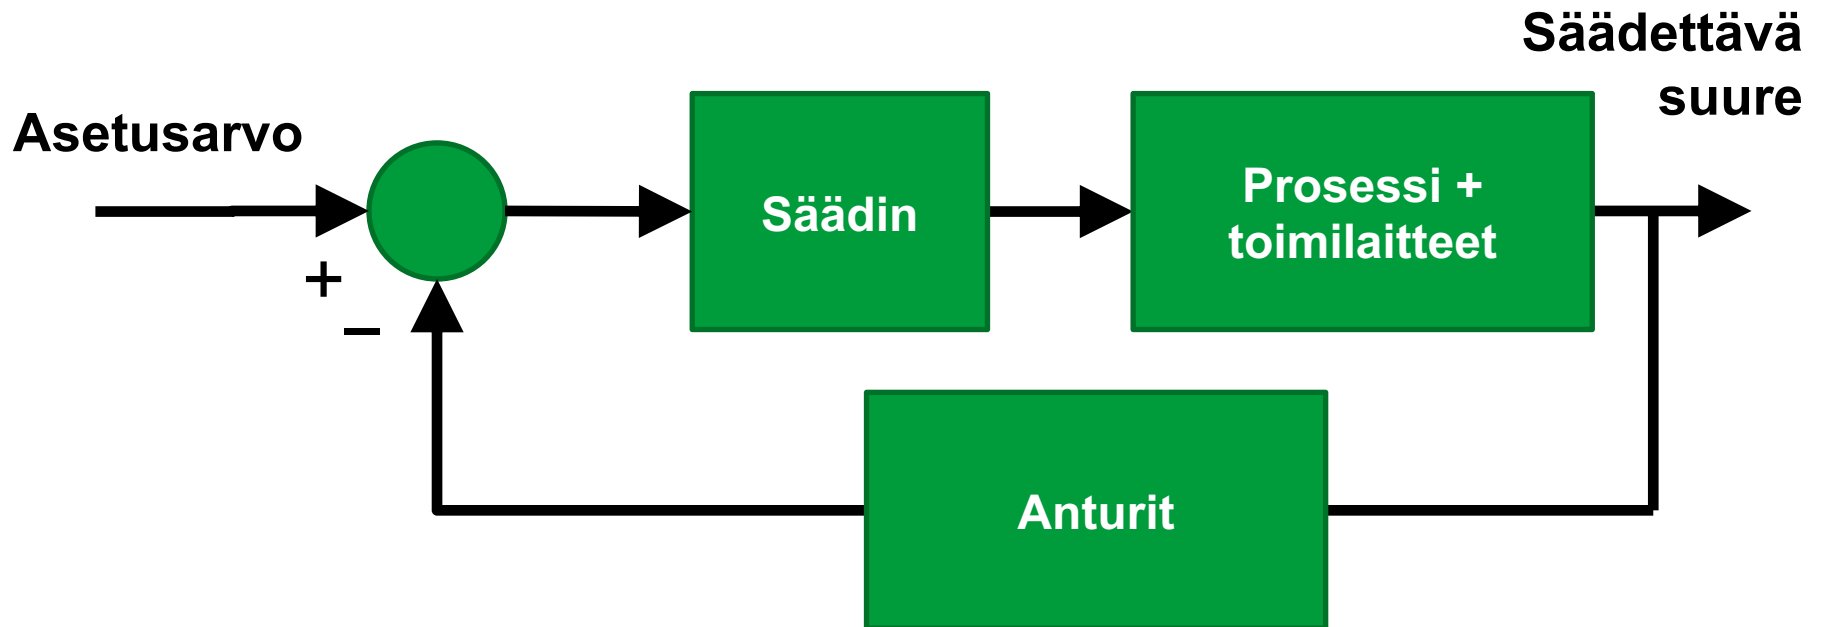 Säädettävä
suure
Asetusarvo
Säädin
Prosessi +
toimilaitteet
+
–
Anturit